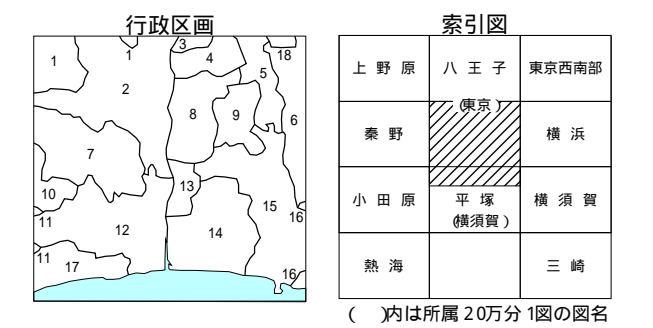 行政区画
索引図
1
1
3
4
18
2
5
8
9
6
7
13
10
15
11
16
12
14
11
17
16
上野原 八王子 東京西南部
(東京)
秦野 横浜
小田原 平塚 横須賀
(横須賀)
熱海 三崎
( )内は所属20万分1図の図名